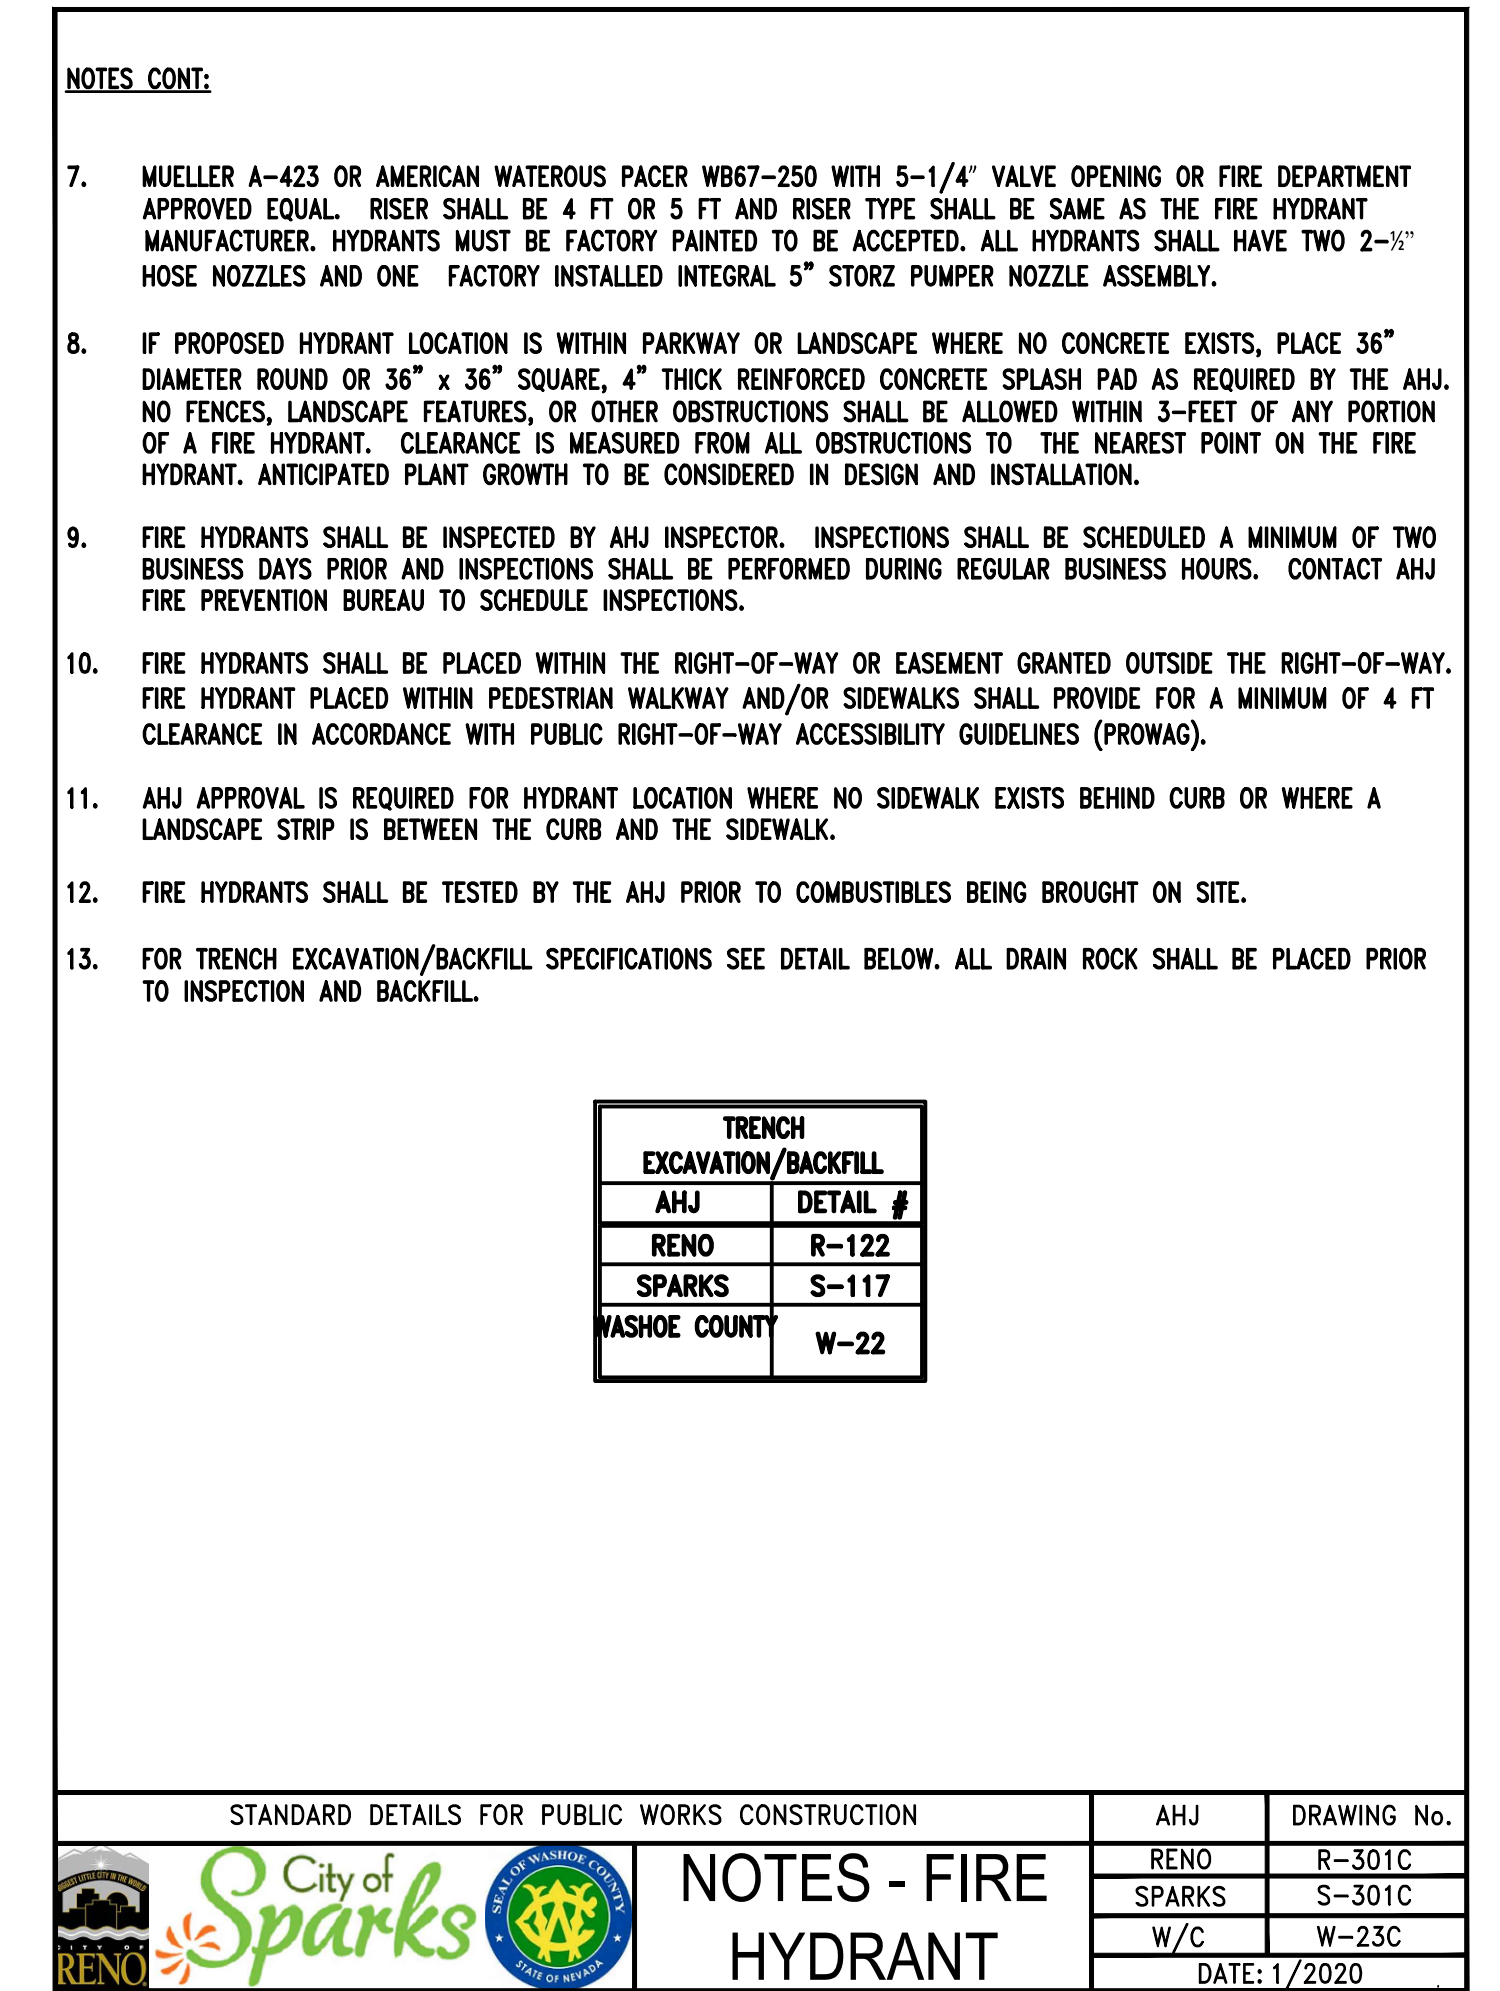 NOTES CONT:
7. MUELLER A-423 OR AMERICAN WATEROUS PACER WB67-250 WITH 5-1/4" VALVE OPENING OR FIRE DEPARTMENT
APPROVED EQUAL. RISER SHALL BE 4 FT OR 5 FT AND RISER TYPE SHALL BE SAME AS THE FIRE HYDRANT
MANUFACTURER. HYDRANTS MUST BE FACTORY PAINTED TO BE ACCEPTED. ALL HYDRANTS SHALL HAVE TWO 2-½"
HOSE NOZZLES AND ONE FACTORY INSTALLED INTEGRAL 5" STORZ PUMPER NOZZLE ASSEMBLY.
8. IF PROPOSED HYDRANT LOCATION IS WITHIN PARKWAY OR LANDSCAPE WHERE NO CONCRETE EXISTS, PLACE 36"
DIAMETER ROUND OR 36" x 36" SQUARE, 4" THICK REINFORCED CONCRETE SPLASH PAD AS REQUIRED BY THE AHJ.
NO FENCES, LANDSCAPE FEATURES, OR OTHER OBSTRUCTIONS SHALL BE ALLOWED WITHIN 3-FEET OF ANY PORTION
OF A FIRE HYDRANT. CLEARANCE IS MEASURED FROM ALL OBSTRUCTIONS TO THE NEAREST POINT ON THE FIRE
HYDRANT. ANTICIPATED PLANT GROWTH TO BE CONSIDERED IN DESIGN AND INSTALLATION.
9. FIRE HYDRANTS SHALL BE INSPECTED BY AHJ INSPECTOR. INSPECTIONS SHALL BE SCHEDULED A MINIMUM OF TWO
BUSINESS DAYS PRIOR AND INSPECTIONS SHALL BE PERFORMED DURING REGULAR BUSINESS HOURS. CONTACT AHJ
FIRE PREVENTION BUREAU TO SCHEDULE INSPECTIONS.
10. FIRE HYDRANTS SHALL BE PLACED WITHIN THE RIGHT-OF-WAY OR EASEMENT GRANTED OUTSIDE THE RIGHT-OF-WAY.
FIRE HYDRANT PLACED WITHIN PEDESTRIAN WALKWAY AND/OR SIDEWALKS SHALL PROVIDE FOR A MINIMUM OF 4 FT
CLEARANCE IN ACCORDANCE WITH PUBLIC RIGHT-OF-WAY ACCESSIBILITY GUIDELINES (PROWAG).
11. AHJ APPROVAL IS REQUIRED FOR HYDRANT LOCATION WHERE NO SIDEWALK EXISTS BEHIND CURB OR WHERE A
LANDSCAPE STRIP IS BETWEEN THE CURB AND THE SIDEWALK.
12. FIRE HYDRANTS SHALL BE TESTED BY THE AHJ PRIOR TO COMBUSTIBLES BEING BROUGHT ON SITE.
13. FOR TRENCH EXCAVATION/BACKFILL SPECIFICATIONS SEE DETAIL BELOW. ALL DRAIN ROCK SHALL BE PLACED PRIOR
TO INSPECTION AND BACKFILL.
TRENCH
EXCAVATION/BACKFILL
AHJ DETAIL #
RENO R-122
SPARKS S-117
WASHOE COUNTY W-22
STANDARD DETAILS FOR PUBLIC WORKS CONSTRUCTION
AHJ DRAWING No.
BIGGEST LITTLE CITY IN THE WORLD
CITY OF
RENO
City of
Sparks
SEAL OF WASHOE COUNTY
STATE OF NEVADA
NOTES - FIRE
HYDRANT
RENO R-301C
SPARKS S-301C
W/C W-23C
DATE: 1/2020